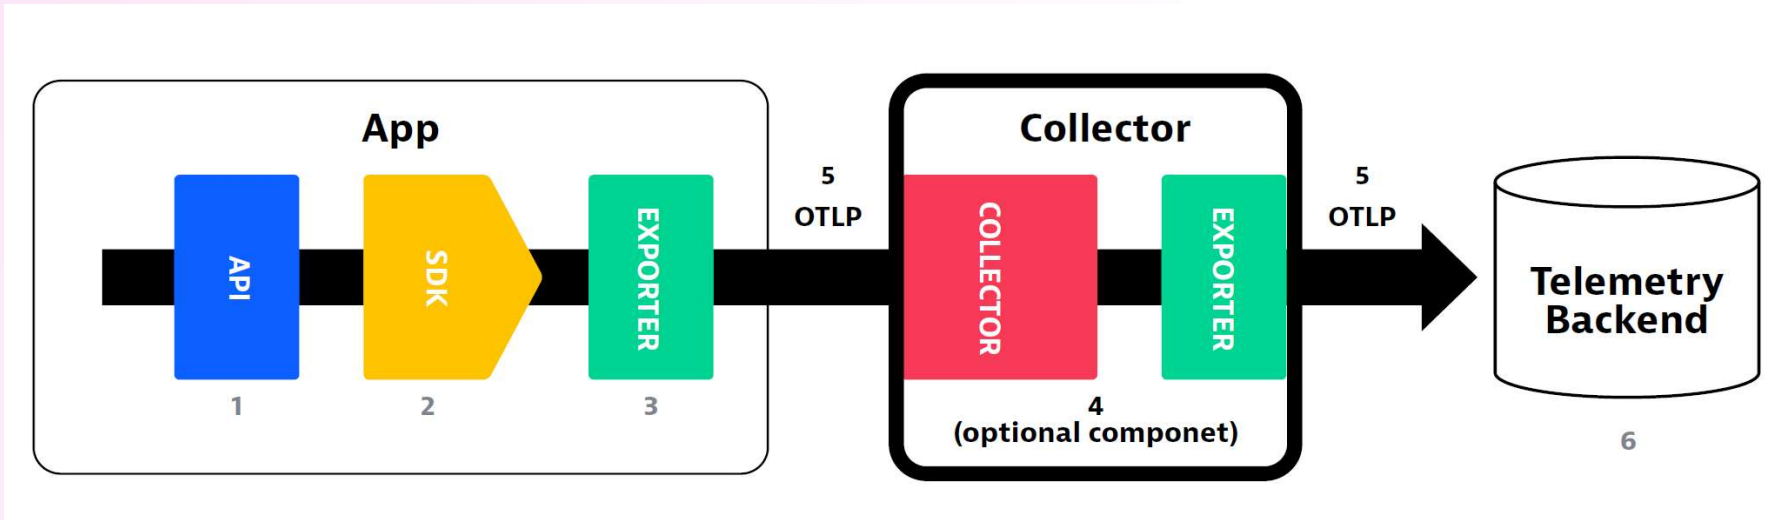 App
API
1
SDK
2
EXPORTER
3
5
OTLP
Collector
COLLECTOR
EXPORTER
4
(optional componet)
5
OTLP
Telemetry
Backend
6